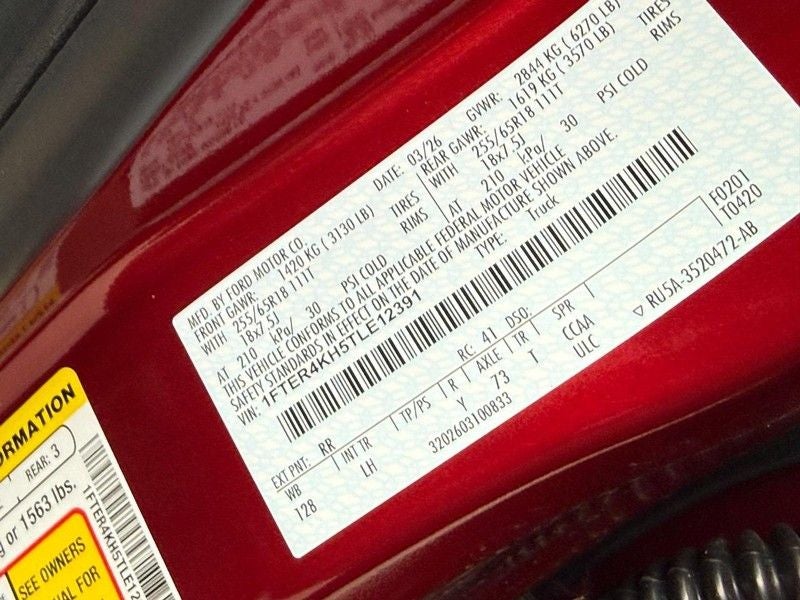 MFD. BY FORD MOTOR CO.
DATE: 03/26
GVWR: 2844 KG ( 6270 LB)
FRONT GAWR: 1420 KG ( 3130 LB)
REAR GAWR: 1619 KG ( 3570 LB)
WITH 255/65R18 111T TIRES
WITH 255/65R18 111T TIRES
18x7.5J RIMS
18x7.5J RIMS
AT 210 kPa/ 30 PSI COLD
AT 210 kPa/ 30 PSI COLD
THIS VEHICLE CONFORMS TO ALL APPLICABLE FEDERAL MOTOR VEHICLE
SAFETY STANDARDS IN EFFECT ON THE DATE OF MANUFACTURE SHOWN ABOVE.
VIN: 1FTER4KH5TLE12391
TYPE: Truck
F0201
T0420
EXT PNT: RR RC: 41 DSO:
WB INT TR TP/PS R AXLE TR SPR
128 LH Y 73 T CCAA
ULC
3202603100833
▽ RU5A-3520472-AB
ORMATION
REAR: 3
g or 1563 lbs.
SEE OWNERS
UAL FOR
1FTER4KH5TLE12